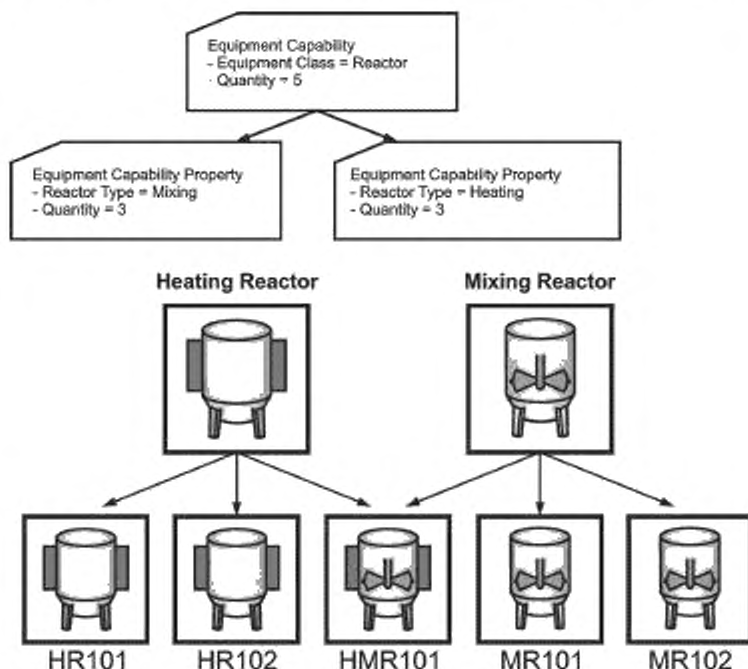 Equipment Capability
- Equipment Class = Reactor
- Quantity = 5
Equipment Capability Property
- Reactor Type = Mixing
- Quantity = 3
Equipment Capability Property
- Reactor Type = Heating
- Quantity = 3
Heating Reactor
Mixing Reactor
HR101
HR102
HMR101
MR101
MR102